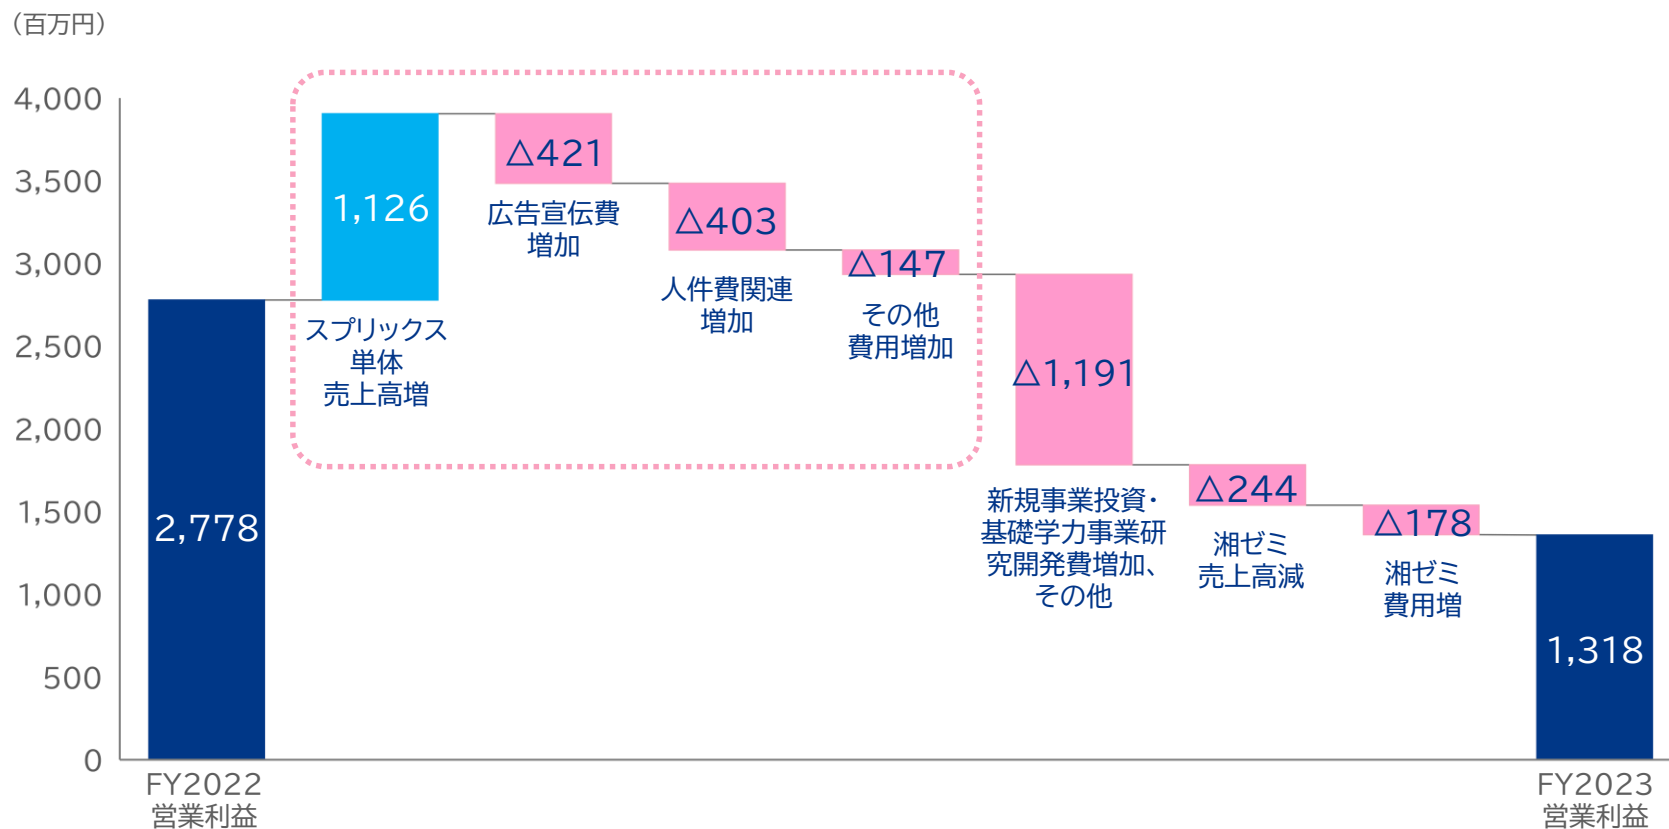 （百万円）
4,000
3,500
3,000
2,500
2,000
1,500
1,000
500
0
2,778
FY2022
営業利益
1,126
スプリックス
単体
売上高増
△421
広告宣伝費
増加
△403
人件費関連
増加
△147
その他
費用増加
△1,191
新規事業投資・
基礎学力事業研
究開発費増加、
その他
△244
湘ゼミ
売上高減
△178
湘ゼミ
費用増
1,318
FY2023
営業利益